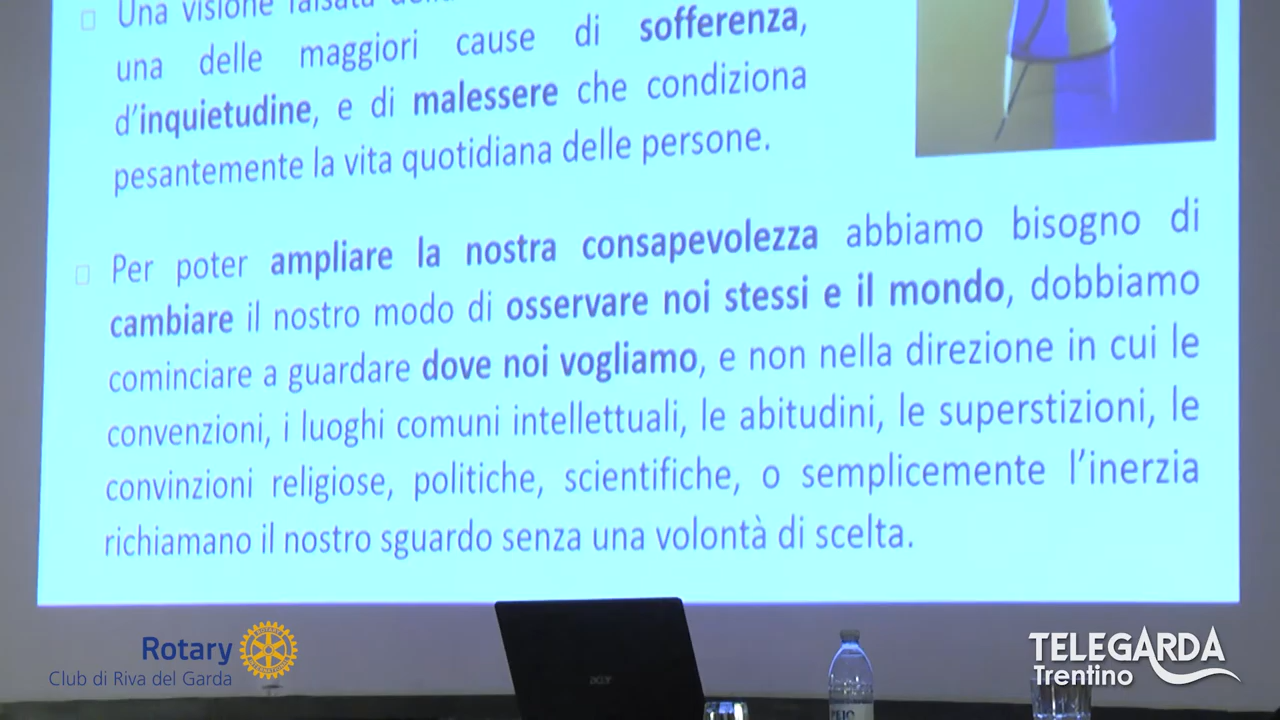 Una visione falsata
una delle maggiori cause di sofferenza,
d’inquietudine, e di malessere che condiziona
pesantemente la vita quotidiana delle persone.
Per poter ampliare la nostra consapevolezza abbiamo bisogno di
cambiare il nostro modo di osservare noi stessi e il mondo, dobbiamo
cominciare a guardare dove noi vogliamo, e non nella direzione in cui le
convenzioni, i luoghi comuni intellettuali, le abitudini, le superstizioni, le
convinzioni religiose, politiche, scientifiche, o semplicemente l’inerzia
richiamano il nostro sguardo senza una volontà di scelta.
Rotary
Club di Riva del Garda
acer
TELEGARDA
Trentino